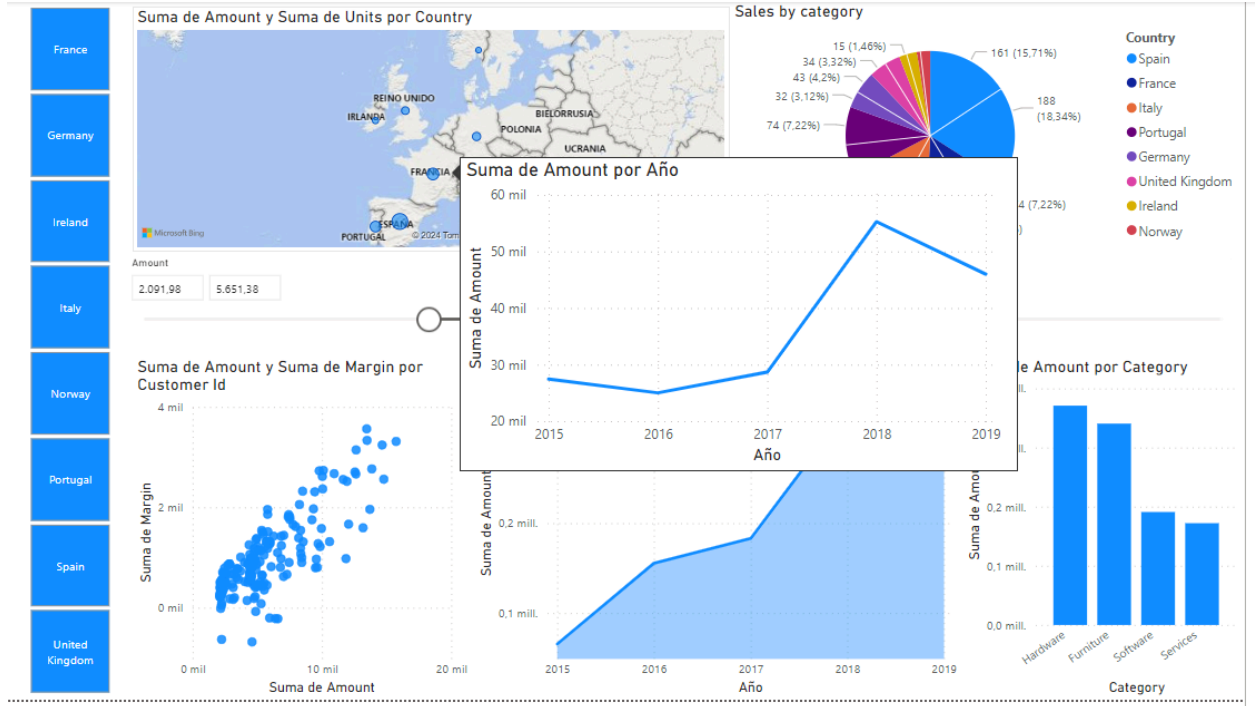 France
Germany
Ireland
Italy
Norway
Portugal
Spain
United
Kingdom
Suma de Amount y Suma de Units por Country
REINO UNIDO
IRLANDA
BIELORRUSIA
POLONIA
UCRANIA
FRANCIA
ESPAÑA
PORTUGAL
Microsoft Bing
© 2024 Tom
Amount
2.091,98
5.651,38
Sales by category
161 (15,71%)
188
(18,34%)
15 (1,46%)
34 (3,32%)
43 (4,2%)
32 (3,12%)
74 (7,22%)
4 (7,22%)
Country
Spain
France
Italy
Portugal
Germany
United Kingdom
Ireland
Norway
Suma de Amount por Año
60 mil
50 mil
40 mil
30 mil
20 mil
Suma de Amount
2015
2016
2017
2018
2019
Año
Suma de Amount y Suma de Margin por
Customer Id
4 mil
2 mil
0 mil
Suma de Margin
0 mil
10 mil
20 mil
Suma de Amount
Suma de Amount
0,2 mill.
0,1 mill.
2015
2016
2017
2018
2019
Año
le Amount por Category
Suma de Amou
0,2 mill.
0,1 mill.
0,0 mill.
Hardware
Furniture
Software
Services
Category